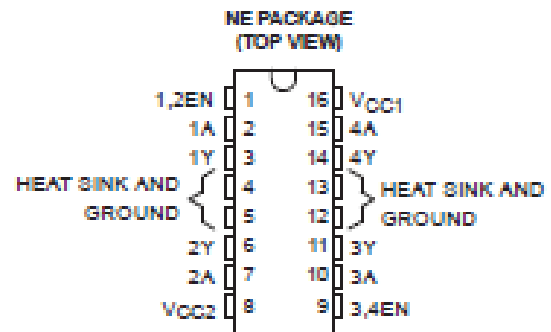 NE PACKAGE
(TOP VIEW)
1,2EN 1 16 VCC1
1A 2 15 4A
1Y 3 14 4Y
HEAT SINK AND GROUND 4 13 HEAT SINK AND GROUND
5 12
2Y 6 11 3Y
2A 7 10 3A
VCC2 8 9 3,4EN